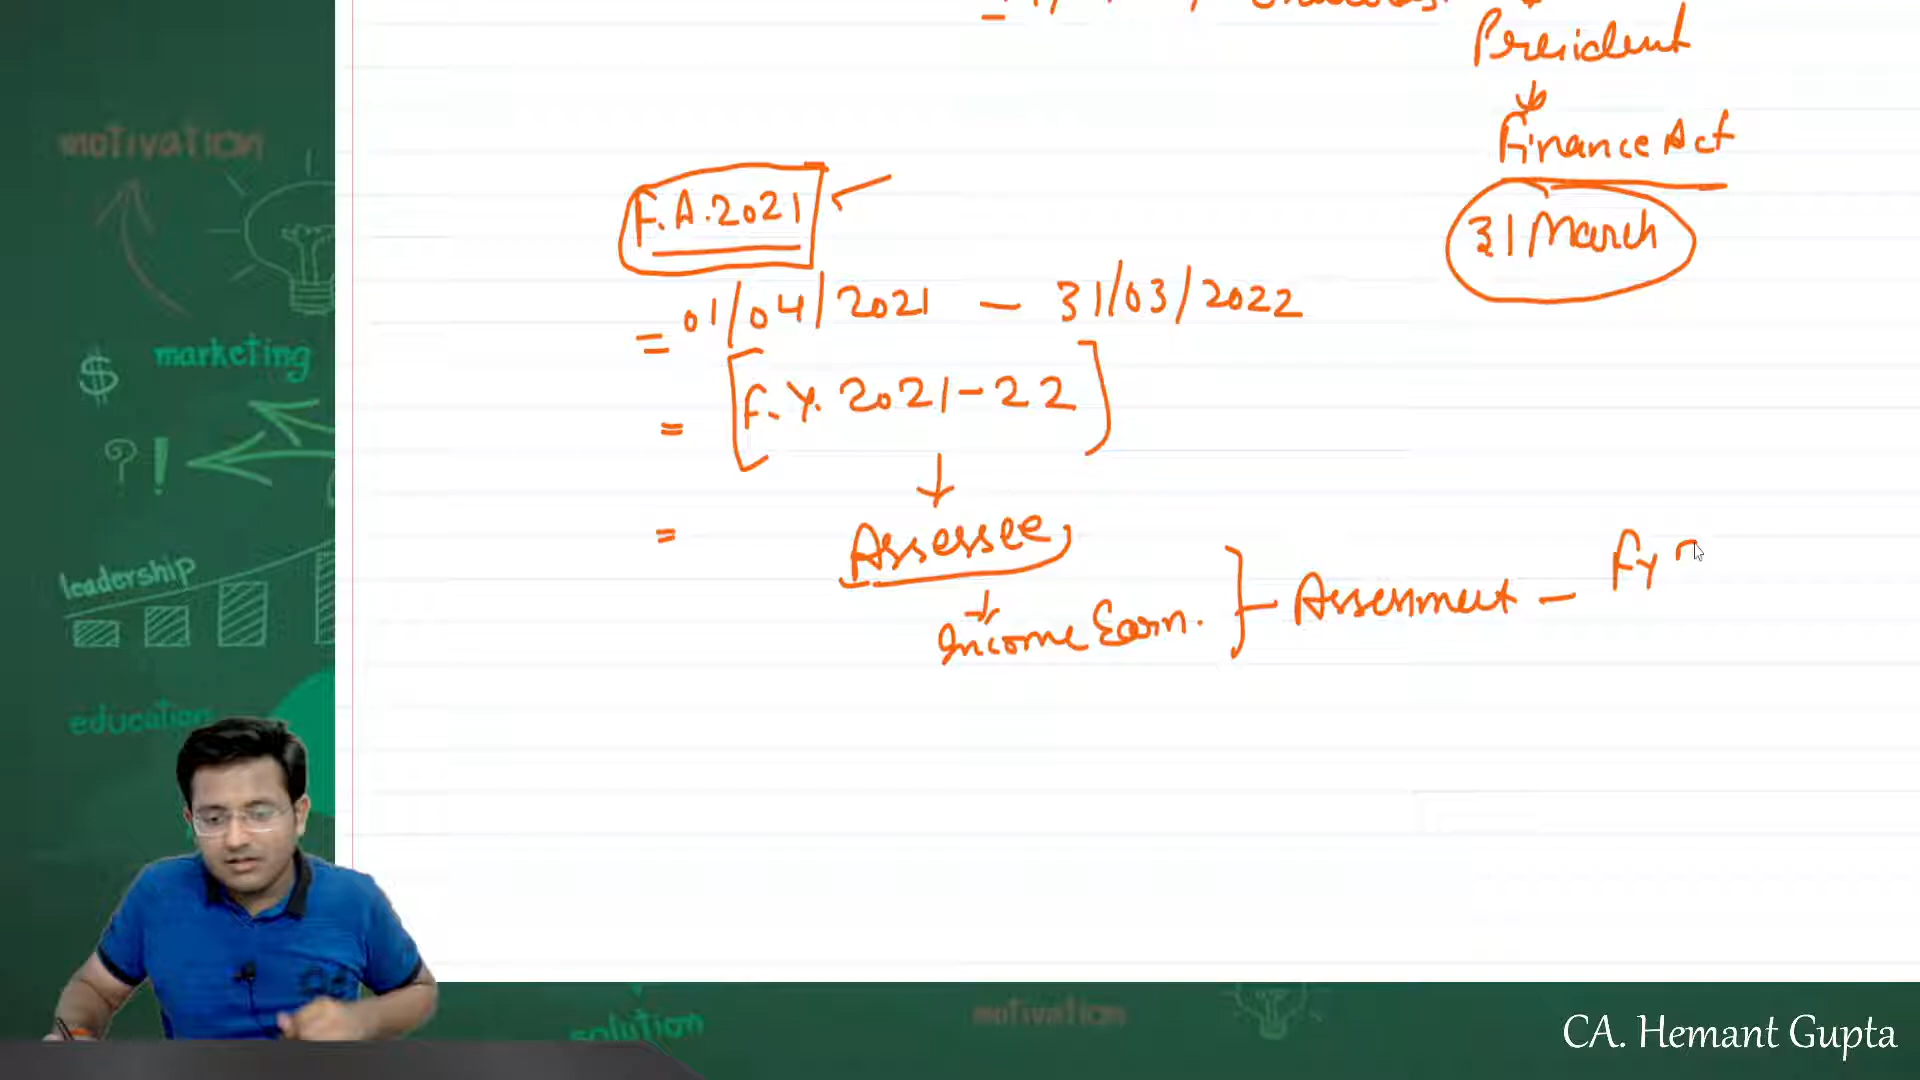 President
Finance Act
31 March
F.A. 2021
= 01/04/2021 – 31/03/2022
= [F.Y. 2021-22]
= Assessee
Income Earn. } – Assessment – Fy
motivation
$ marketing
? !
leadership
education
solution
motivation
CA. Hemant Gupta